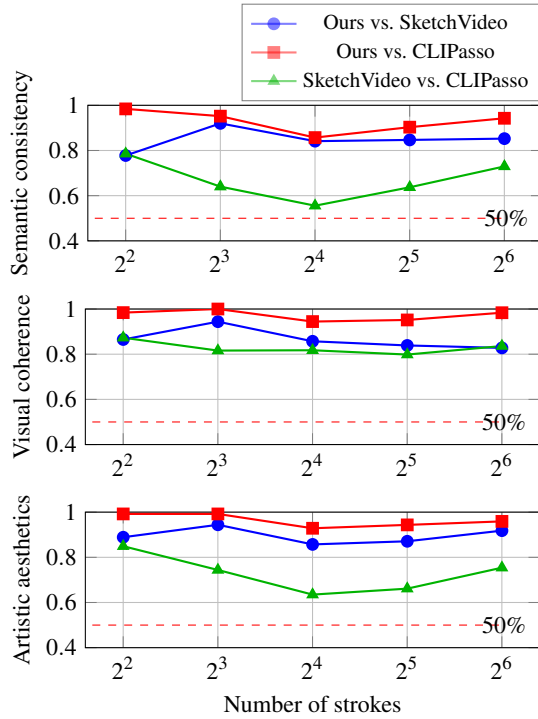 Ours vs. SketchVideo
Ours vs. CLIPasso
SketchVideo vs. CLIPasso
Semantic consistency
1
0.8
0.6
0.4
50%
2^2 2^3 2^4 2^5 2^6
Visual coherence
1
0.8
0.6
0.4
50%
2^2 2^3 2^4 2^5 2^6
Artistic aesthetics
1
0.8
0.6
0.4
50%
2^2 2^3 2^4 2^5 2^6
Number of strokes